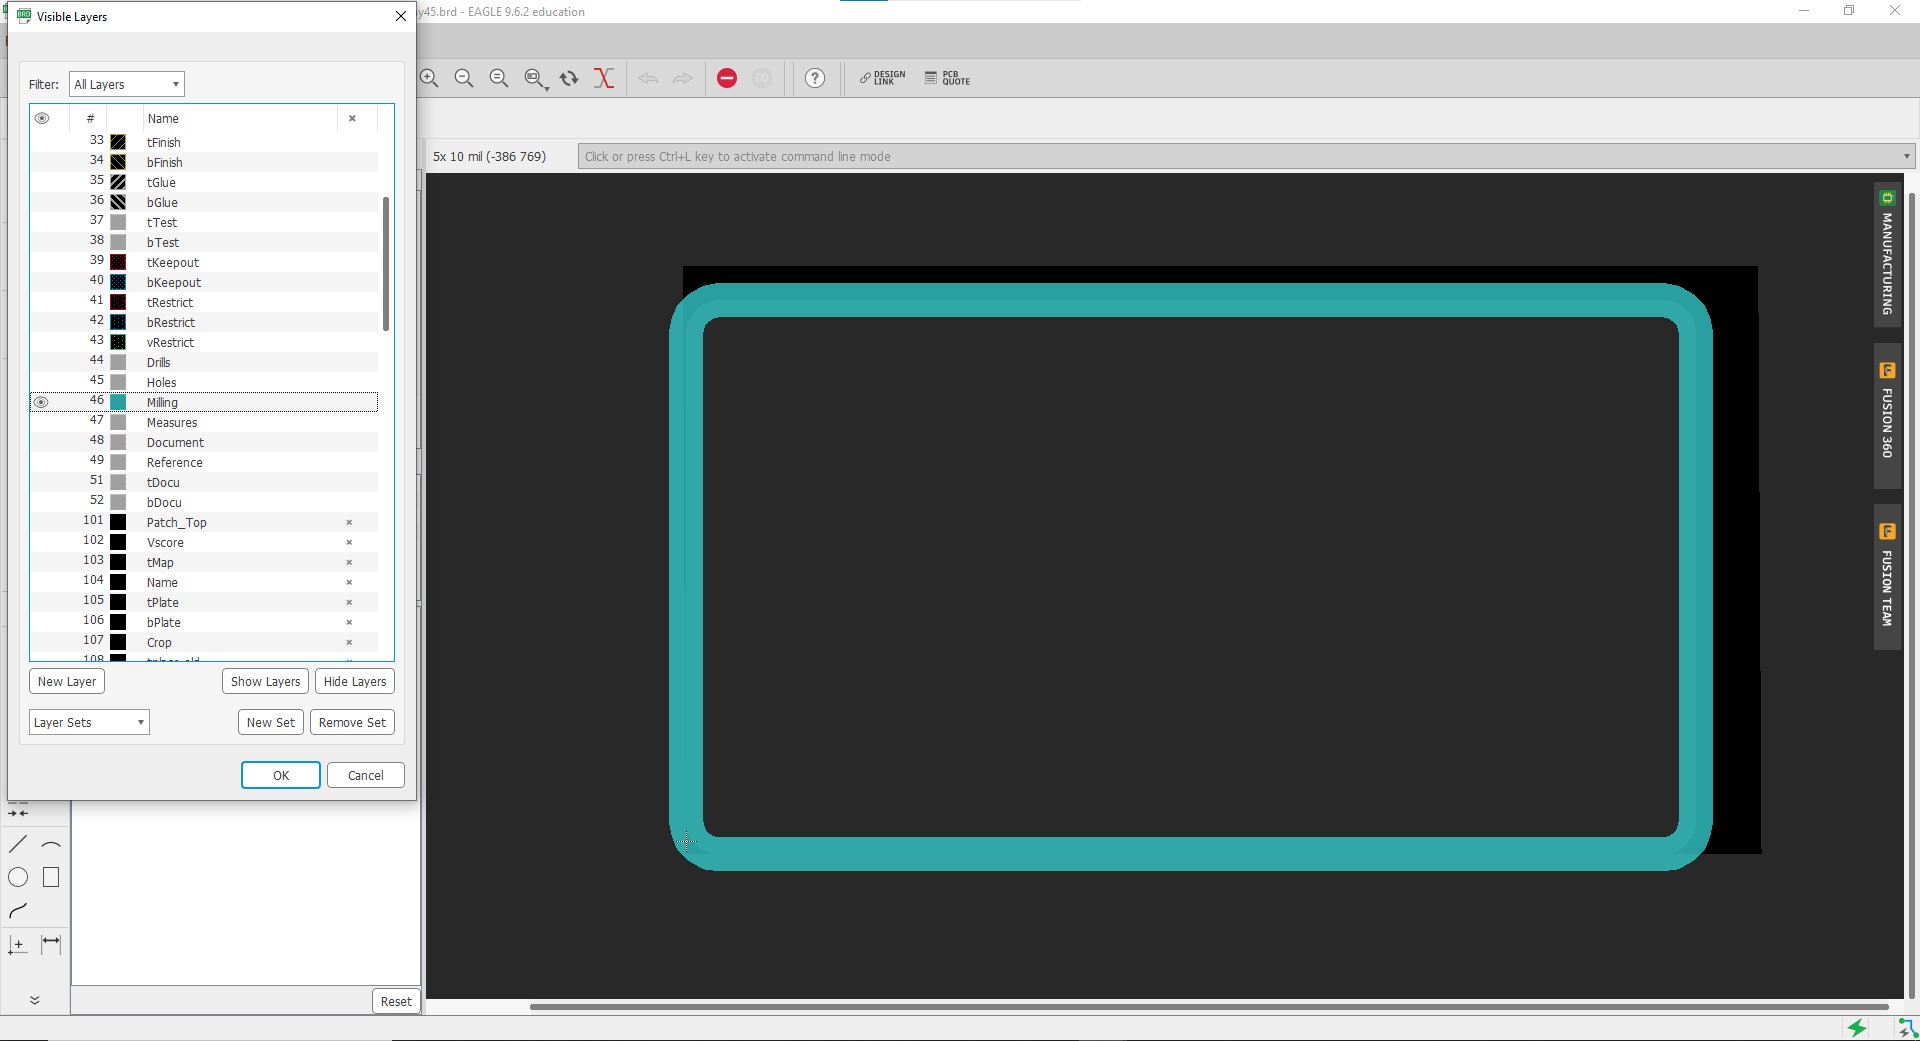 Visible Layers
y45.brd - EAGLE 9.6.2 education
Filter: All Layers
DESIGN LINK
PCB QUOTE
# Name
33 tFinish
34 bFinish
35 tGlue
36 bGlue
37 tTest
38 bTest
39 tKeepout
40 bKeepout
41 tRestrict
42 bRestrict
43 vRestrict
44 Drills
45 Holes
46 Milling
47 Measures
48 Document
49 Reference
51 tDocu
52 bDocu
101 Patch_Top
102 Vscore
103 tMap
104 Name
105 tPlate
106 bPlate
107 Crop
108
New Layer Show Layers Hide Layers
Layer Sets New Set Remove Set
OK Cancel
5x 10 mil (-386 769)
Click or press Ctrl+L key to activate command line mode
MANUFACTURING
FUSION 360
FUSION TEAM
Reset